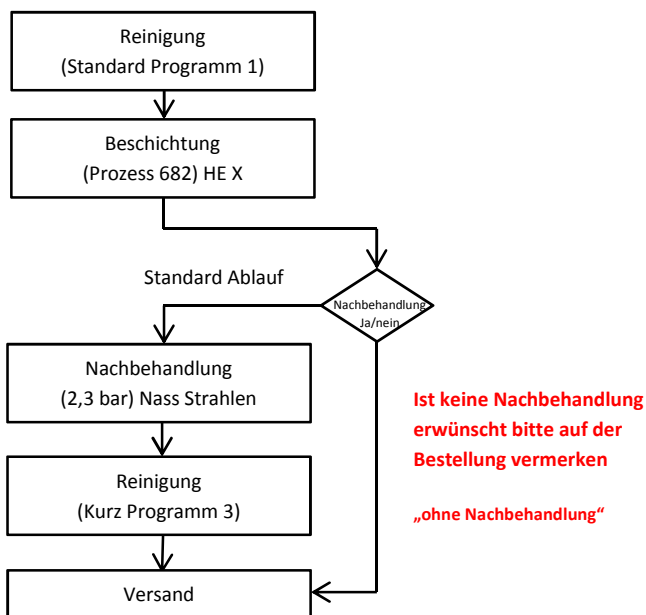 Reinigung
(Standard Programm 1)
Beschichtung
(Prozess 682) HE X
Standard Ablauf
Nachbehandlung
Ja/nein
Nachbehandlung
(2,3 bar) Nass Strahlen
Ist keine Nachbehandlung
erwünscht bitte auf der
Bestellung vermerken
„ohne Nachbehandlung“
Reinigung
(Kurz Programm 3)
Versand